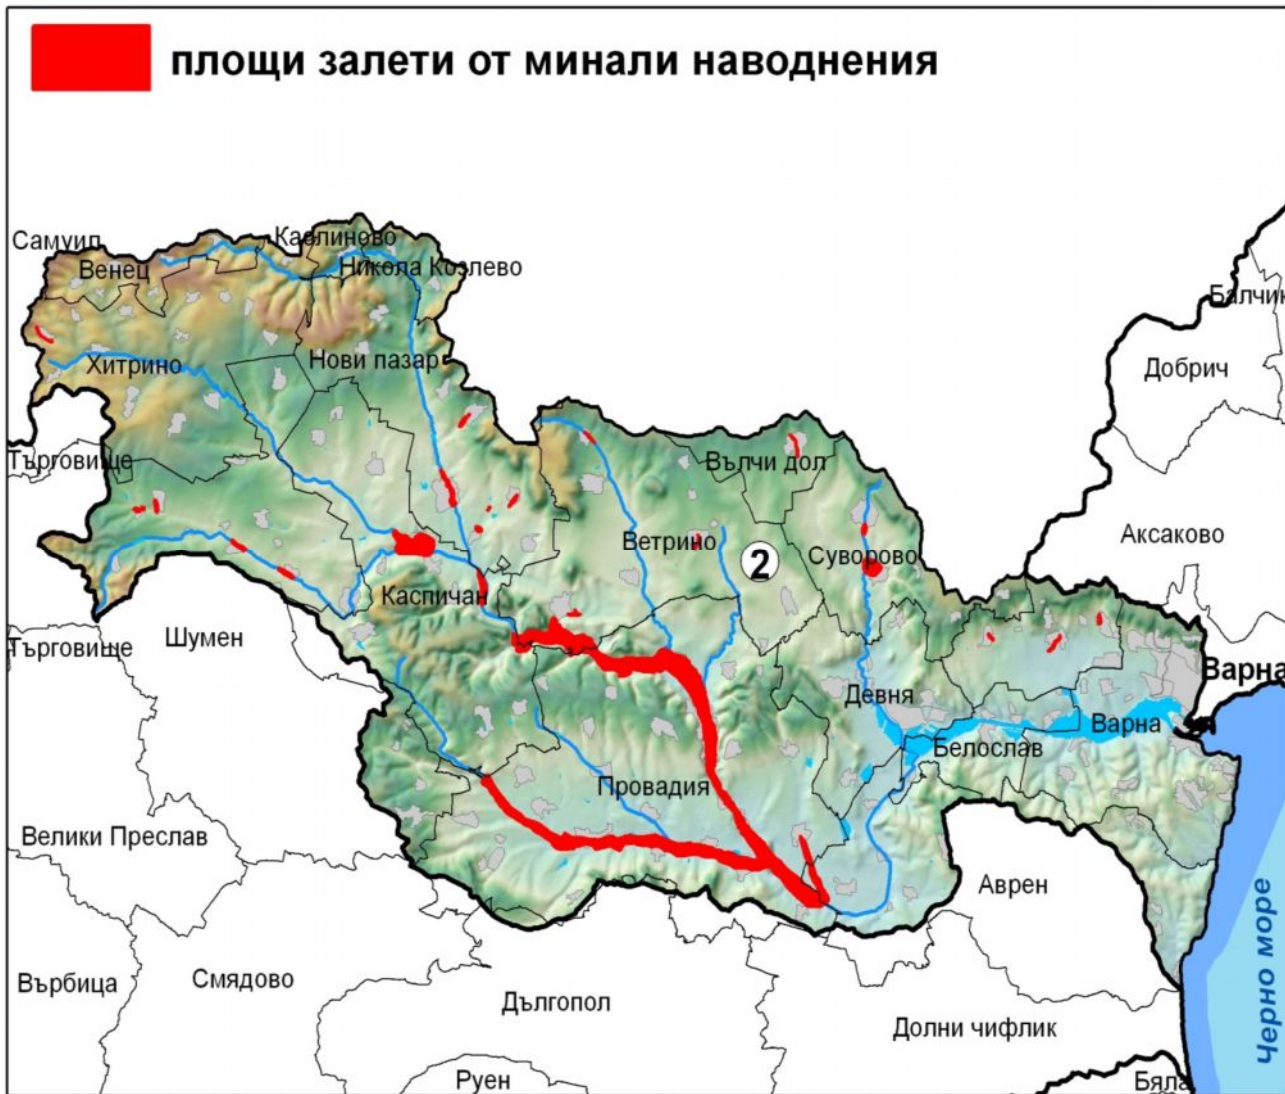 площи залети от минали наводнения
Самуил
Каолиново
Венец
Никола Козлево
Балчик
Хитрино
Нови пазар
Добрич
Търговище
Вълчи дол
Аксаково
Ветрино
2
Суворово
Каспичан
Търговище
Шумен
Варна
Девня
Варна
Белослав
Провадия
Велики Преслав
Аврен
Върбица
Смядово
Дългопол
Долни чифлик
Черно море
Руен
Бяла